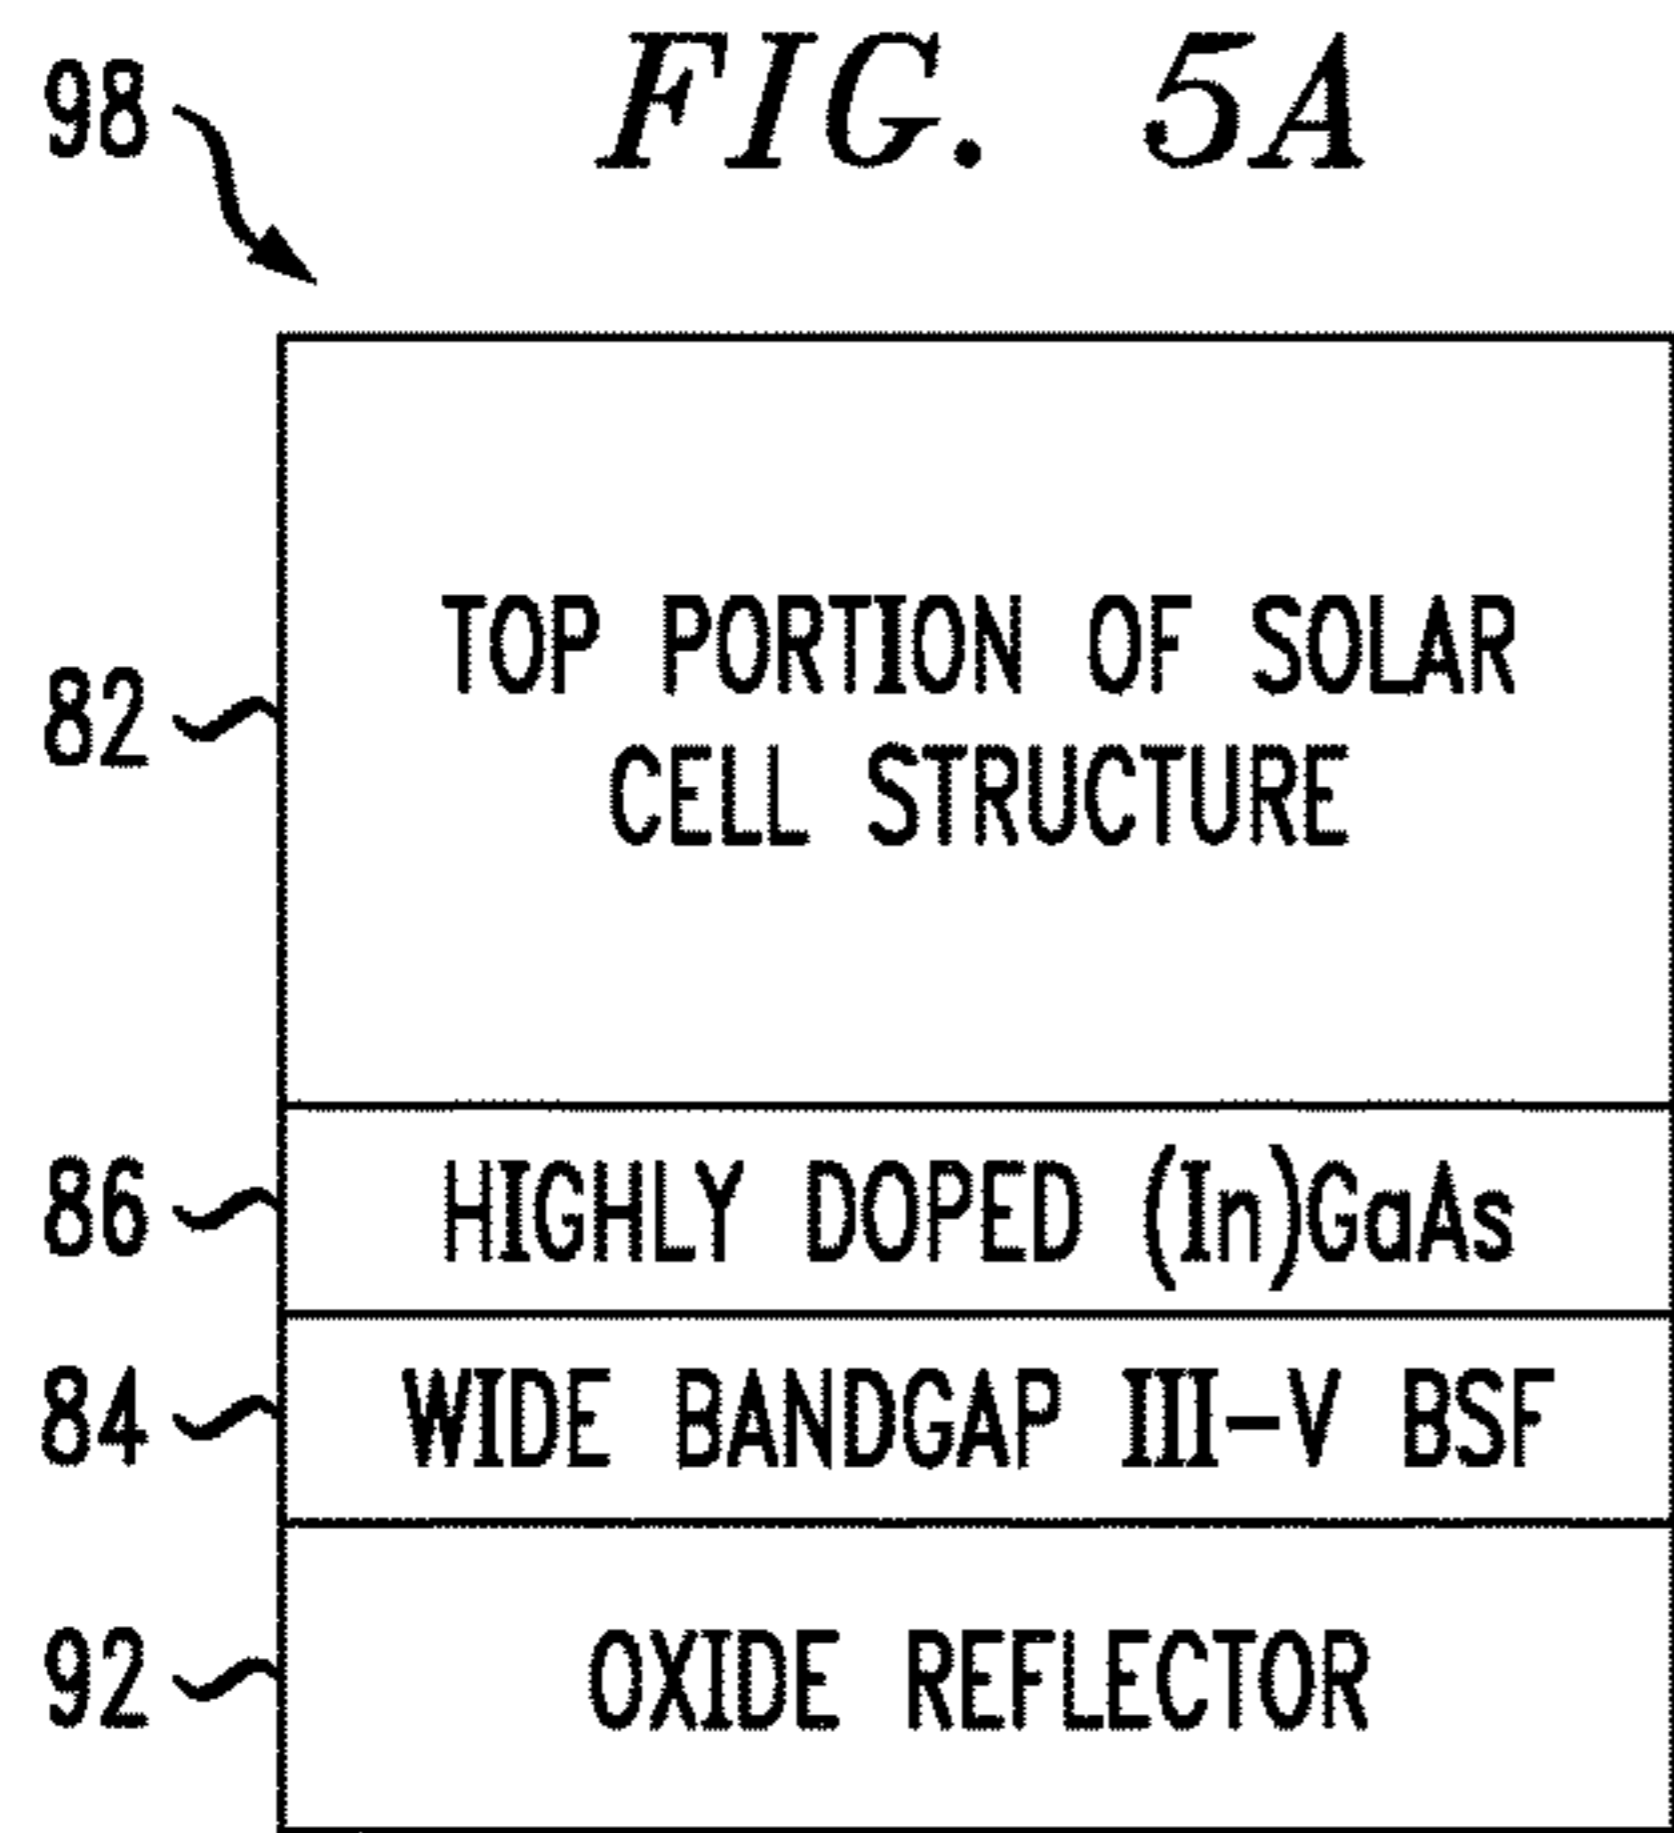 FIG. 5A
98
82
TOP PORTION OF SOLAR
CELL STRUCTURE
86
HIGHLY DOPED (In)GaAs
84
WIDE BANDGAP III-V BSF
92
OXIDE REFLECTOR